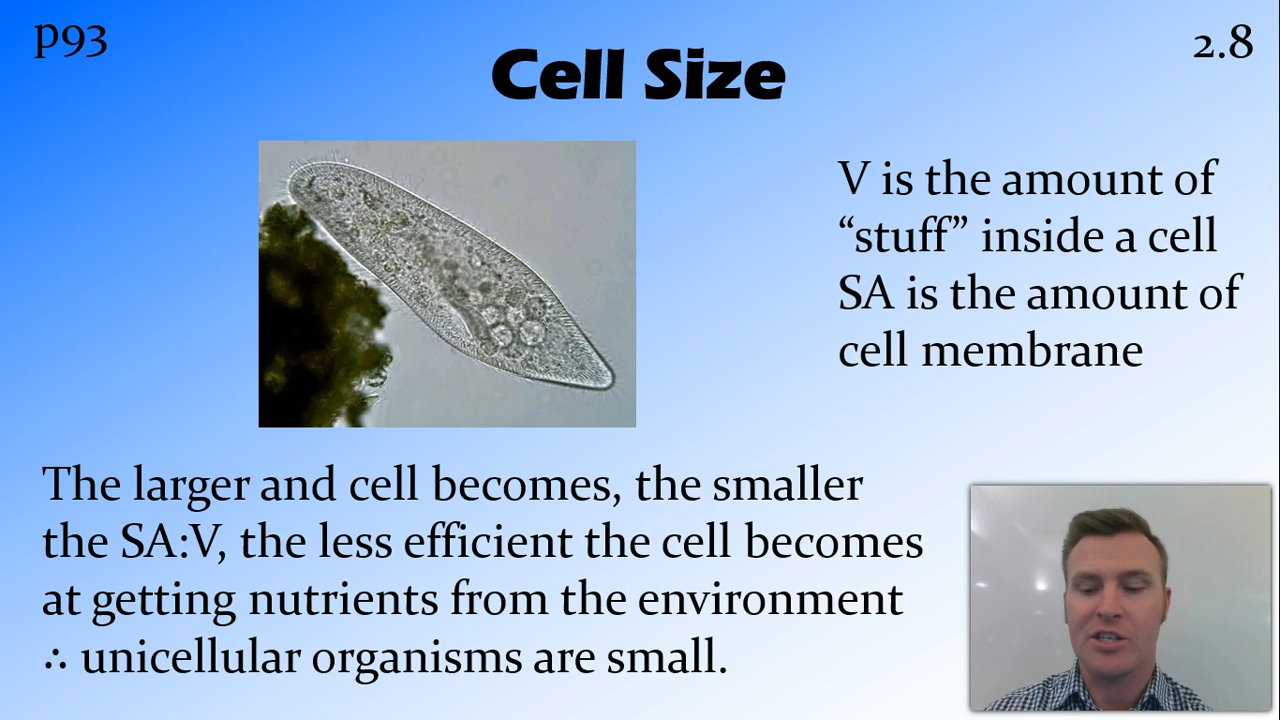 p93
2.8
Cell Size
V is the amount of
“stuff” inside a cell
SA is the amount of
cell membrane
The larger and cell becomes, the smaller
the SA:V, the less efficient the cell becomes
at getting nutrients from the environment
∴ unicellular organisms are small.